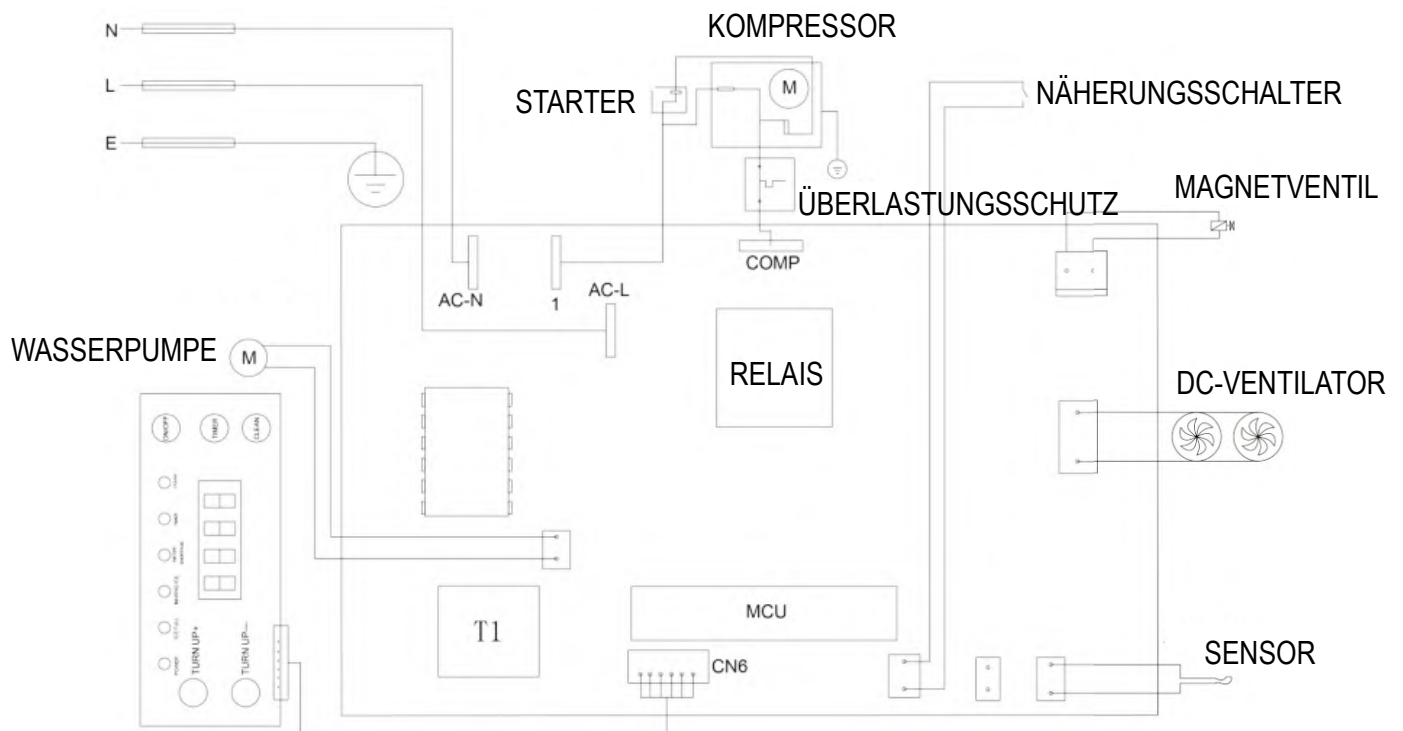 KOMPRESSOR
N
L
E
STARTER
M
NÄHERUNGSSCHALTER
ÜBERLASTUNGSSCHUTZ
MAGNETVENTIL
COMP
AC-N
1
AC-L
WASSERPUMPE
M
RELAIS
DC-VENTILATOR
ON/OFF
TIMER
CLEAN
TURN UP+
TURN UP—
POWER
T1
MCU
CN6
SENSOR